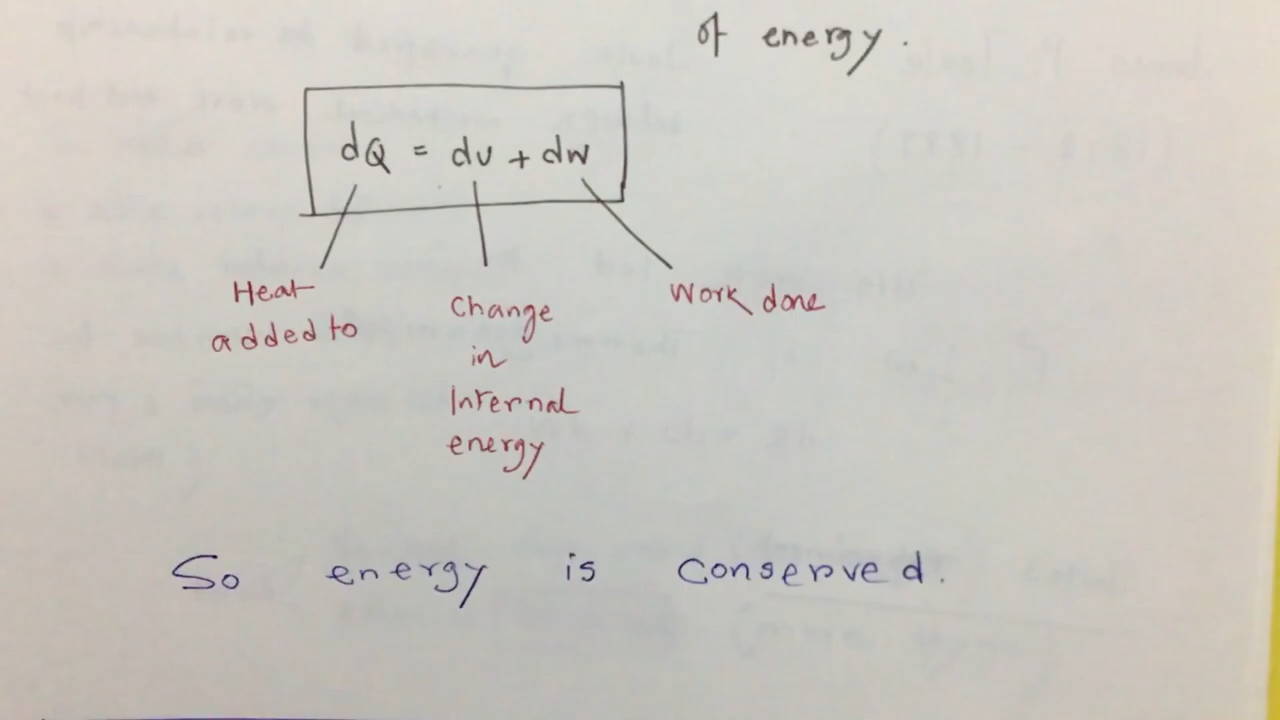 of energy.
dQ = du + dw
Heat
added to
Change
in
Internal
energy
Work done
So energy is conserved.